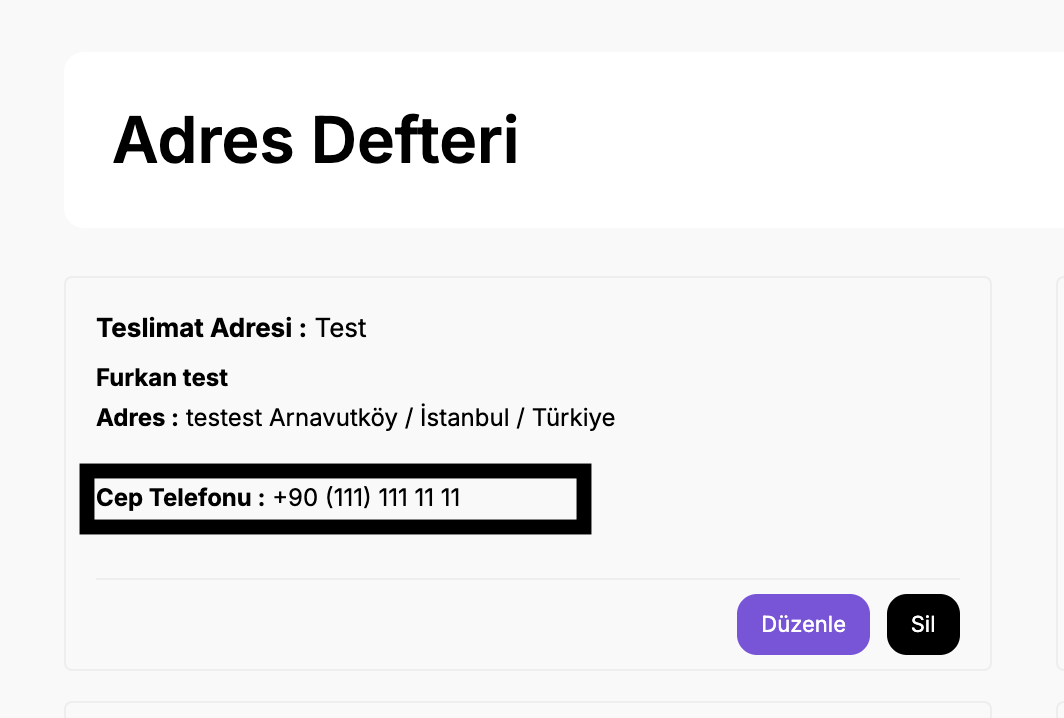 Adres Defteri
Teslimat Adresi : Test
Furkan test
Adres : testest Arnavutköy / İstanbul / Türkiye
Cep Telefonu : +90 (111) 111 11 11
Düzenle Sil